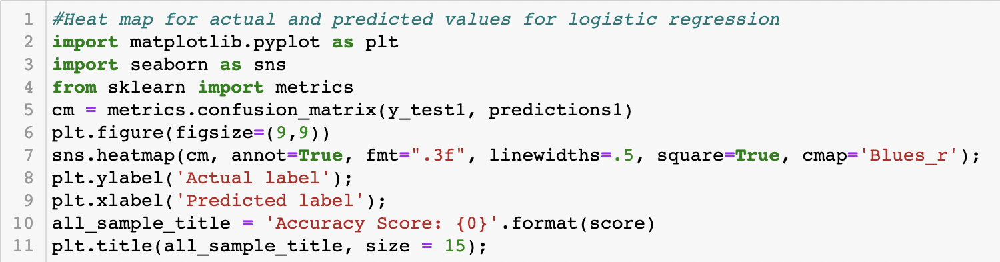 1 #Heat map for actual and predicted values for logistic regression
2 import matplotlib.pyplot as plt
3 import seaborn as sns
4 from sklearn import metrics
5 cm = metrics.confusion_matrix(y_test1, predictions1)
6 plt.figure(figsize=(9,9))
7 sns.heatmap(cm, annot=True, fmt=".3f", linewidths=.5, square=True, cmap='Blues_r');
8 plt.ylabel('Actual label');
9 plt.xlabel('Predicted label');
10 all_sample_title = 'Accuracy Score: {0}'.format(score)
11 plt.title(all_sample_title, size = 15);